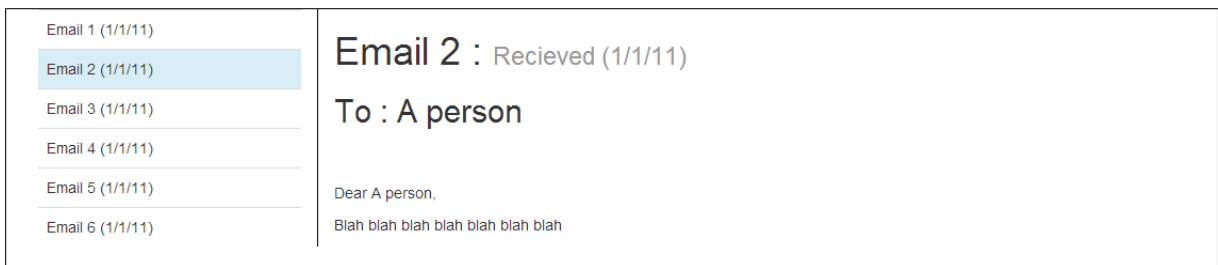 Email 1 (1/1/11)
Email 2 (1/1/11)
Email 3 (1/1/11)
Email 4 (1/1/11)
Email 5 (1/1/11)
Email 6 (1/1/11)
Email 2 : Recieved (1/1/11)
To : A person
Dear A person,
Blah blah blah blah blah blah blah